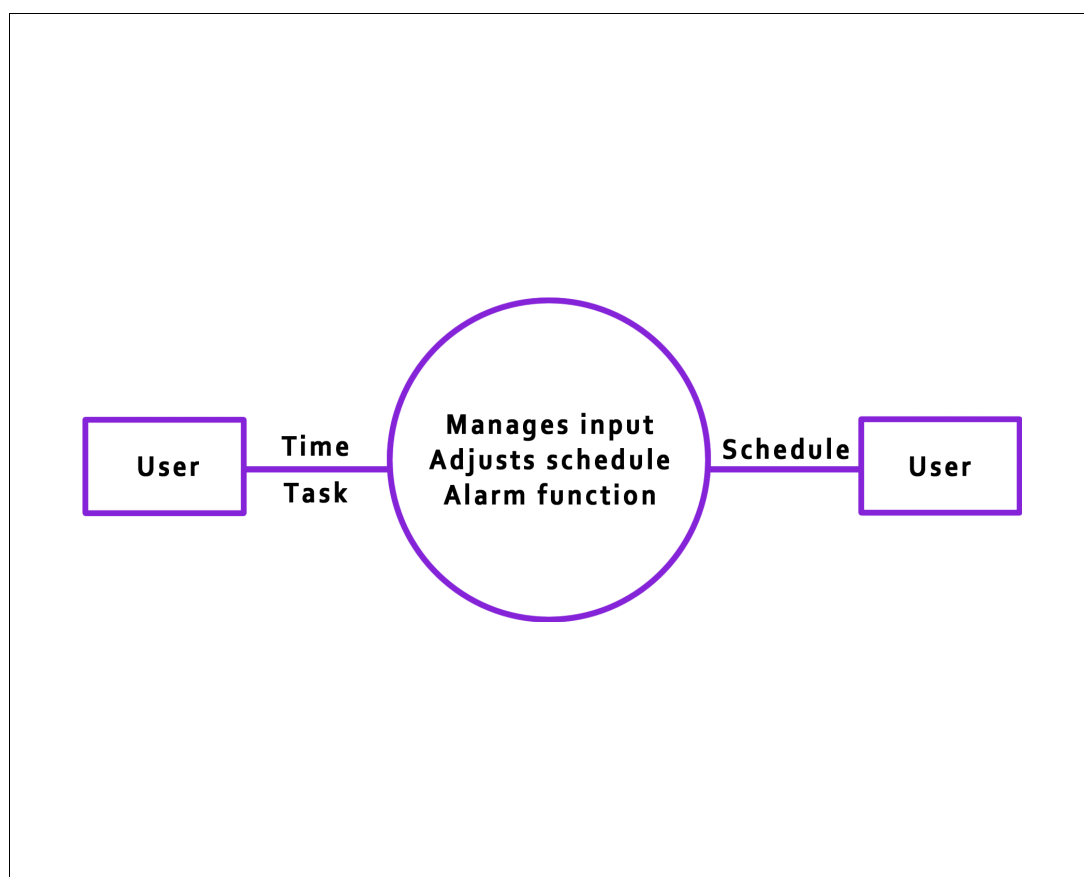 User
Time
Task
Manages input
Adjusts schedule
Alarm function
Schedule
User